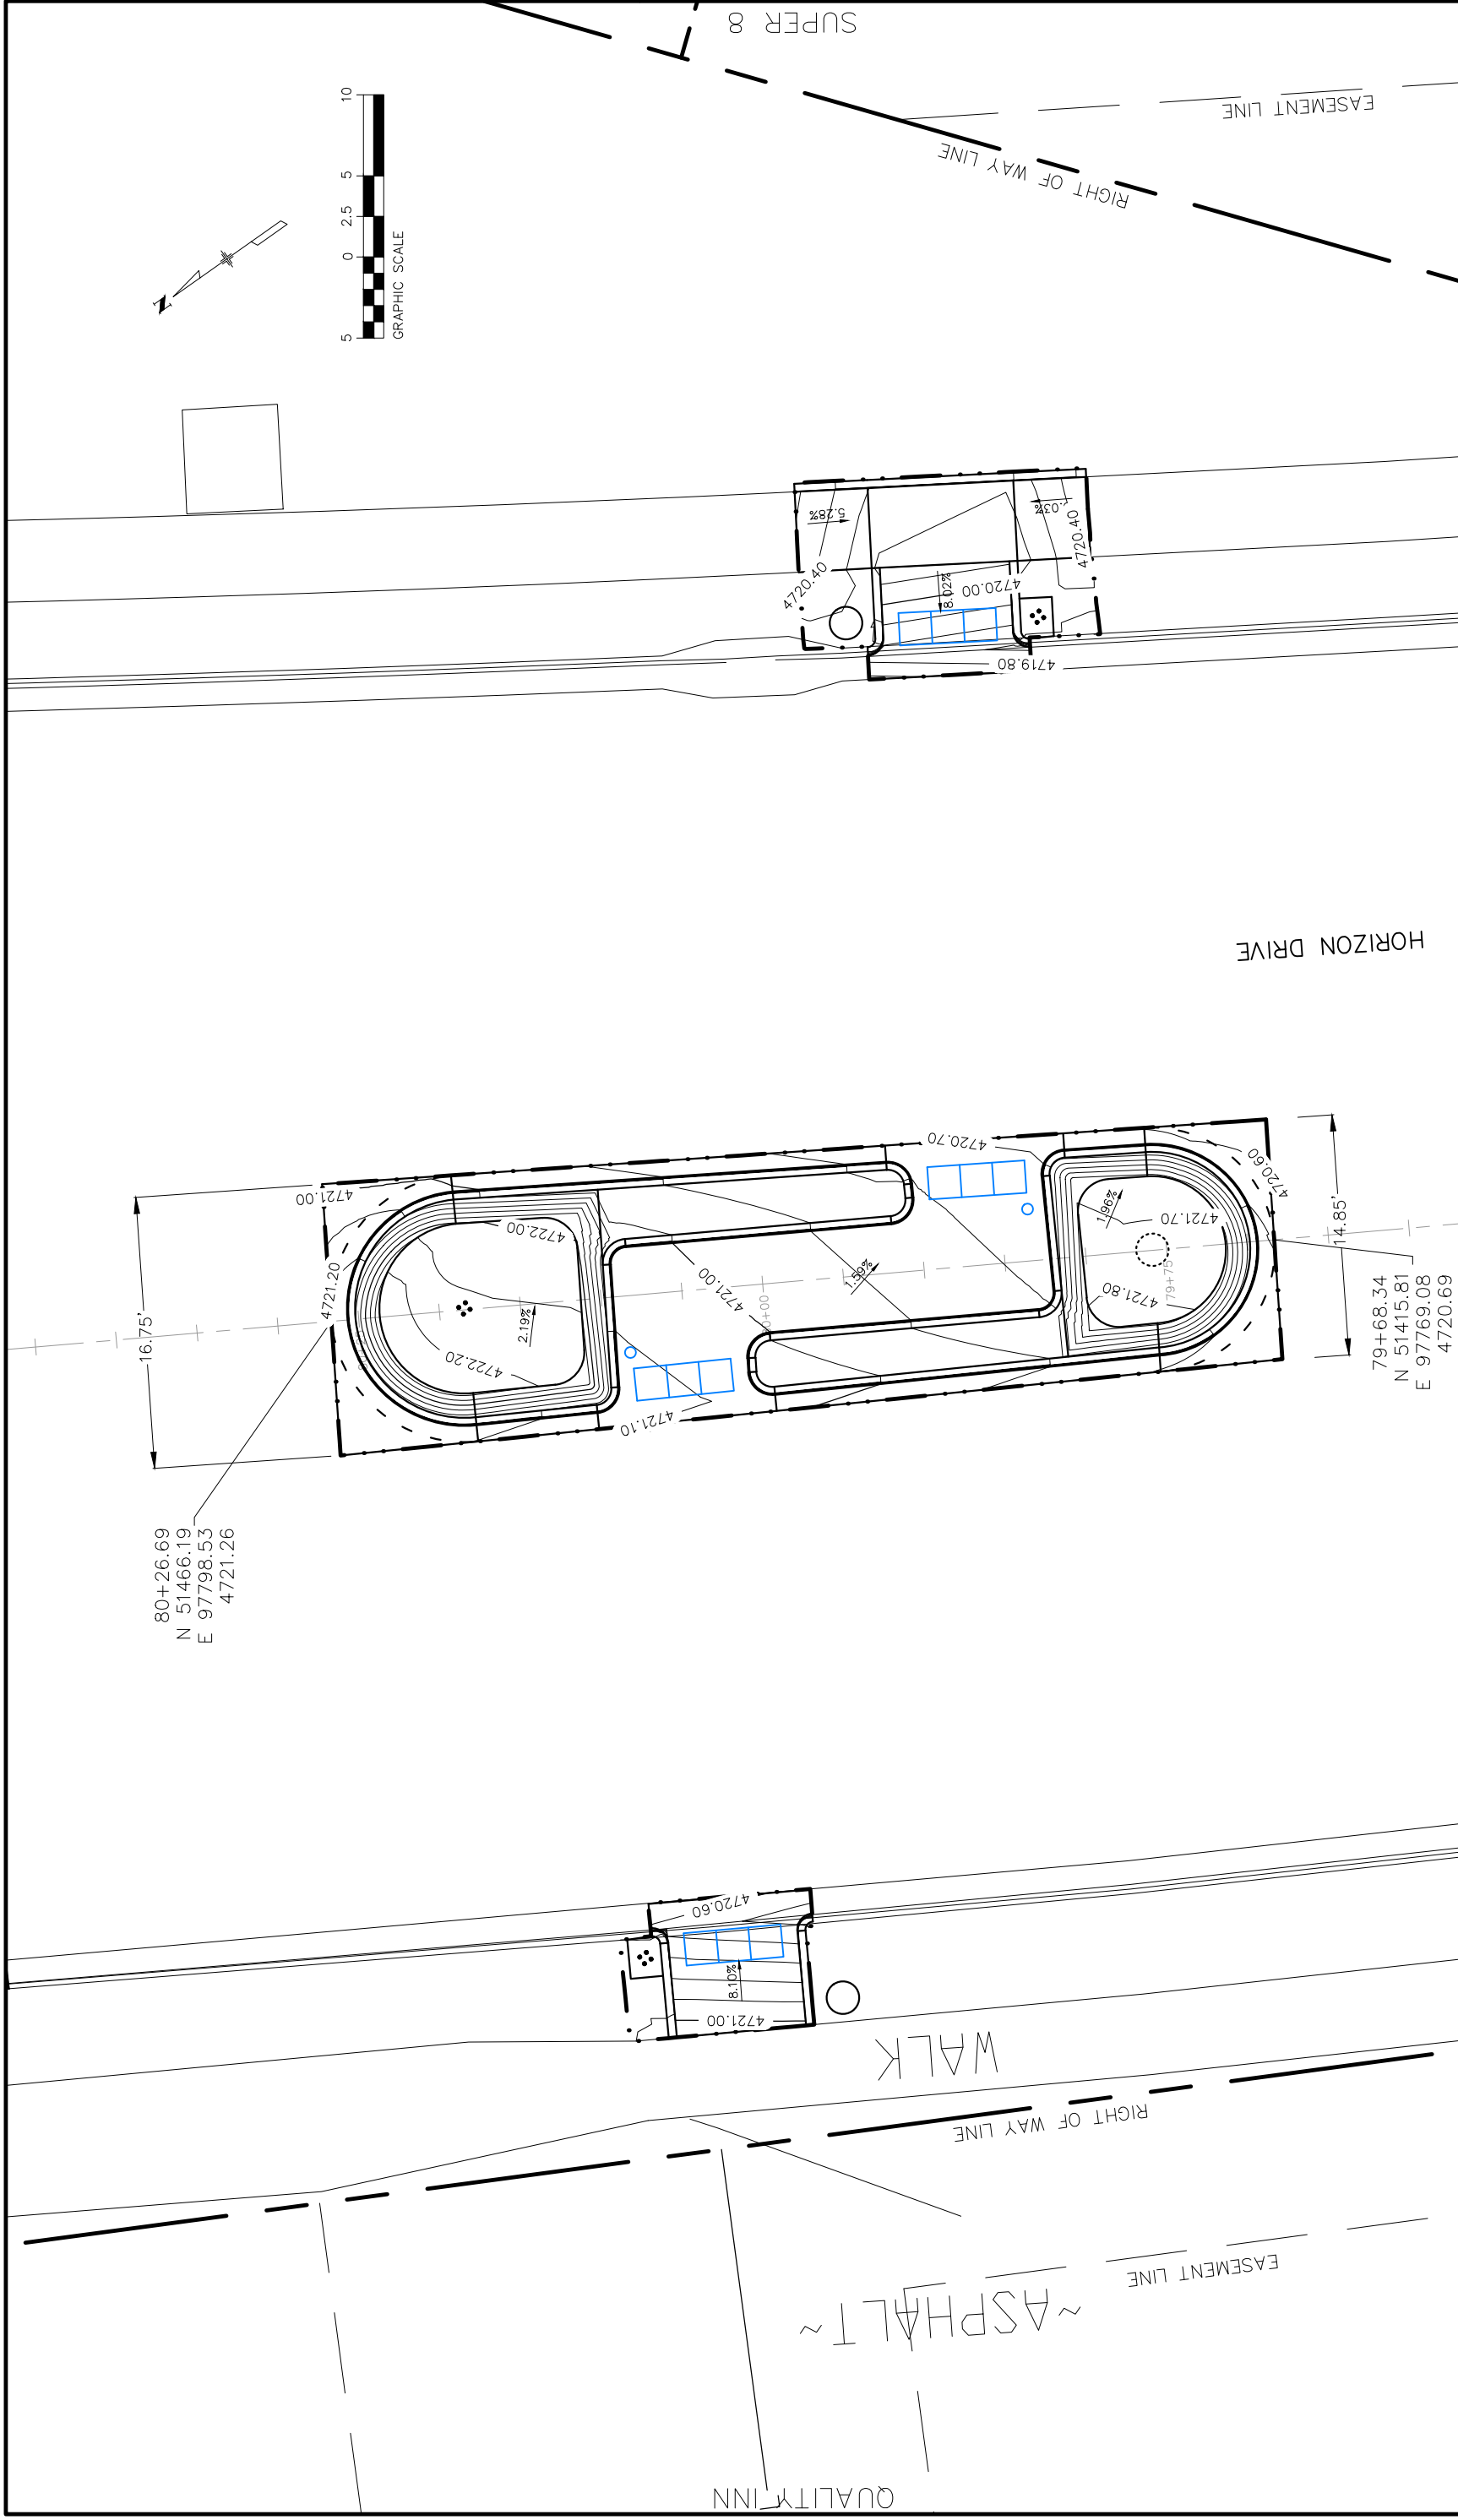 SUPER 8
EASEMENT LINE
RIGHT OF WAY LINE
N
10
5
2.5
0
5
GRAPHIC SCALE
5.28%
4720.40
7.03%
4720.40
8.02%
4720.00
4719.80
HORIZON DRIVE
4720.70
4720.60
4721.00
16.75'
14.85'
4721.20
4722.00
2.19%
4722.20
4721.00
1.59%
1.96%
4721.70
4721.80
79+75
4721.10
79+68.34
N 51415.81
E 97769.08
4720.69
80+26.69
N 51466.19
E 97798.53
4721.26
4720.60
8.10%
4721.00
WALK
RIGHT OF WAY LINE
EASEMENT LINE
~ASPHALT~
QUALITY INN